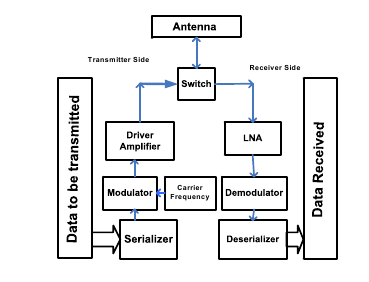 Antenna
Transmitter Side
Receiver Side
Switch
Data to be transmitted
Driver
Amplifier
LNA
Data Received
Modulator
Carrier
Frequency
Demodulator
Serializer
Deserializer